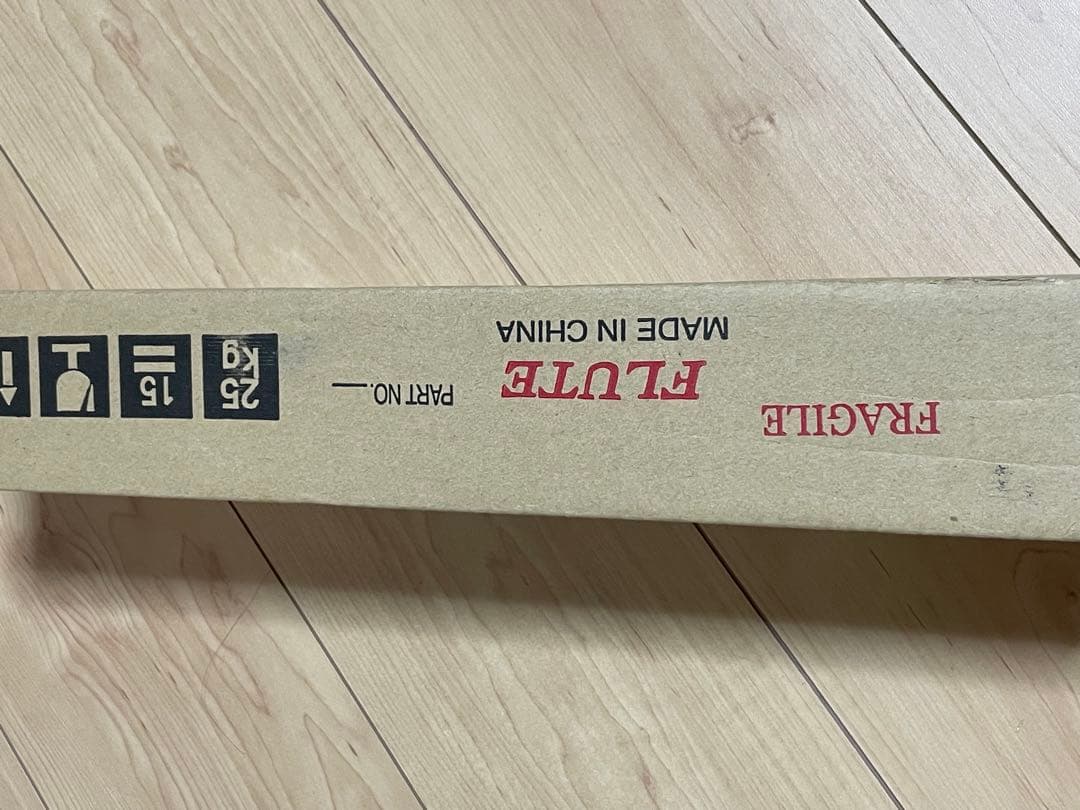 FRAGILE
FLUTE
MADE IN CHINA
PART NO.
25
Kg
15